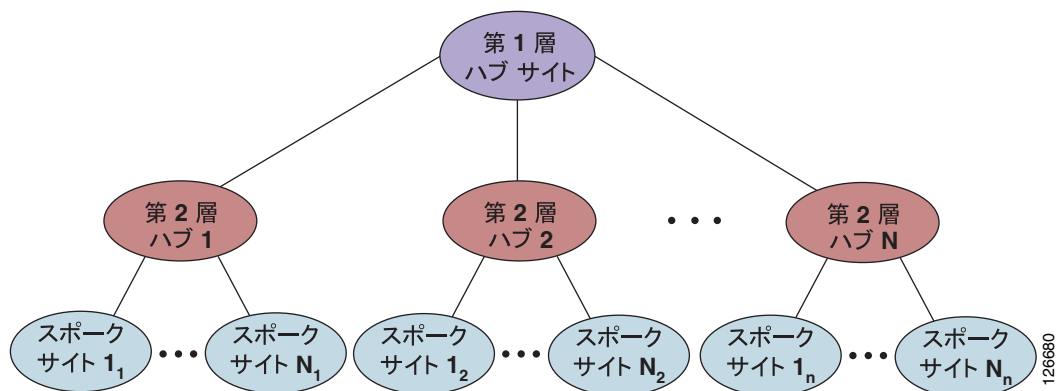 第 1 層
ハブ サイト
第 2 層
ハブ 1
第 2 層
ハブ 2
• • •
第 2 層
ハブ N
スポーク
サイト 1₁
•••
スポーク
サイト N₁
スポーク
サイト 1₂
•••
スポーク
サイト N₂
スポーク
サイト 1ₙ
•••
スポーク
サイト Nₙ
126680